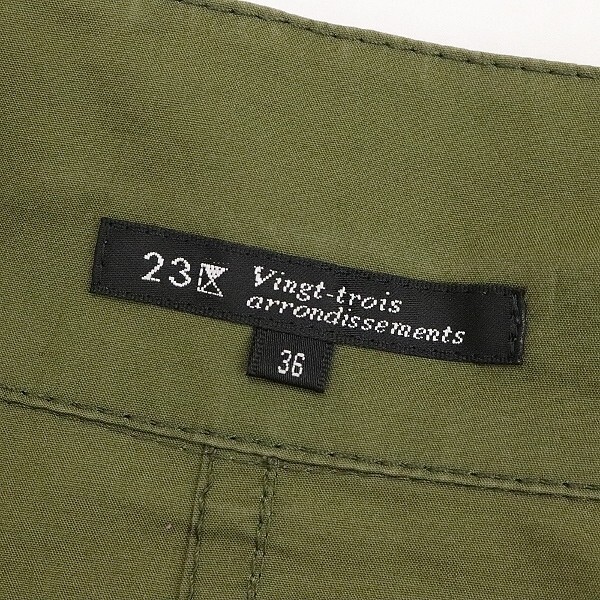 23区 Vingt-trois
arrondissements
36